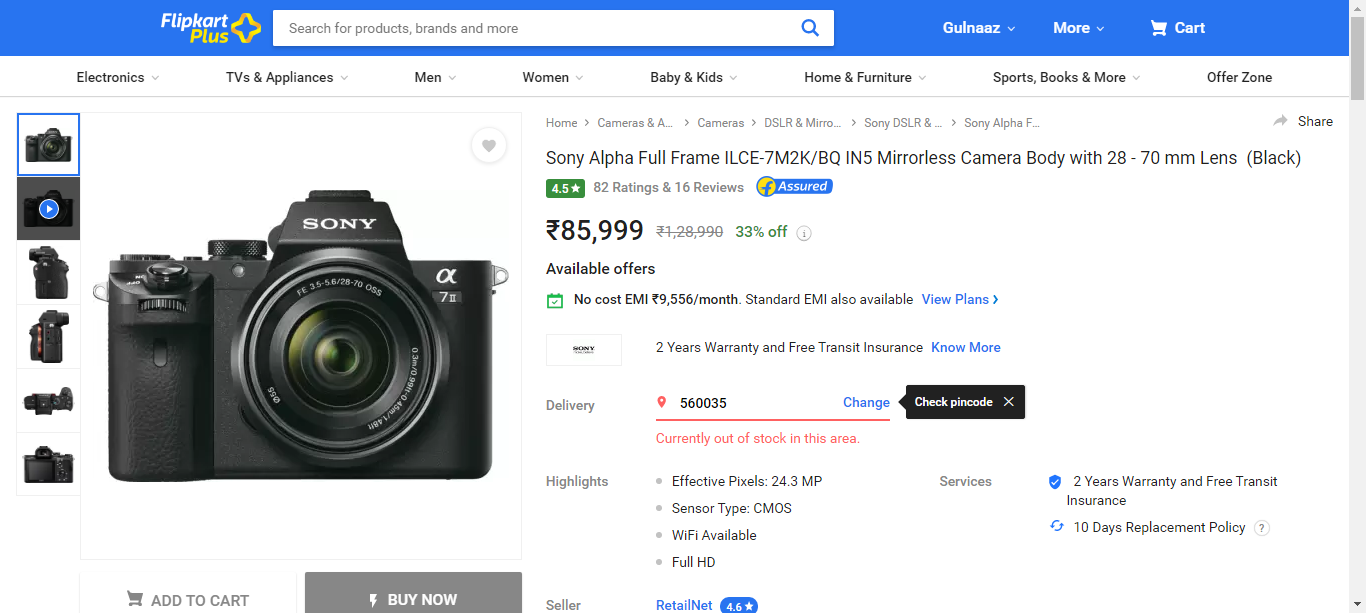 Flipkart
Plus
Search for products, brands and more
Gulnaaz
More
Cart
Electronics
TVs & Appliances
Men
Women
Baby & Kids
Home & Furniture
Sports, Books & More
Offer Zone
Home > Cameras & A... > Cameras > DSLR & Mirro... > Sony DSLR & ... > Sony Alpha F...
Share
Sony Alpha Full Frame ILCE-7M2K/BQ IN5 Mirrorless Camera Body with 28 - 70 mm Lens (Black)
4.5★ 82 Ratings & 16 Reviews Assured
₹85,999 ₹1,28,990 33% off
Available offers
No cost EMI ₹9,556/month. Standard EMI also available View Plans
SONY
2 Years Warranty and Free Transit Insurance Know More
Delivery
560035
Change
Check pincode
Currently out of stock in this area.
Highlights
Effective Pixels: 24.3 MP
Sensor Type: CMOS
WiFi Available
Full HD
Services
2 Years Warranty and Free Transit
Insurance
10 Days Replacement Policy ?
Seller
RetailNet 4.6★
SONY
α
7II
FE 3.5-5.6/28-70 OSS
0.3m/0.99ft-0.45m/1.48ft
Ø55
ADD TO CART
BUY NOW